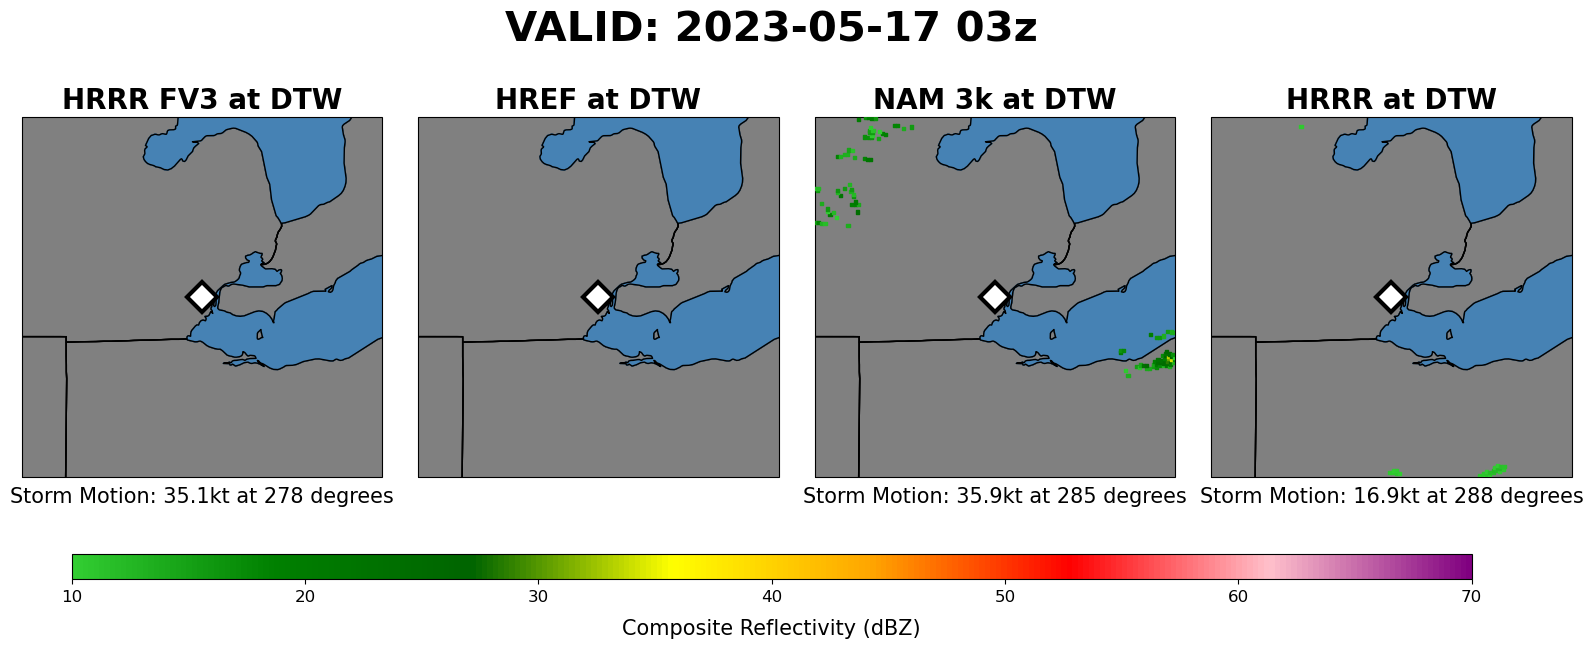 VALID: 2023-05-17 03z
HRRR FV3 at DTW
HREF at DTW
NAM 3k at DTW
HRRR at DTW
Storm Motion: 35.1kt at 278 degrees
Storm Motion: 35.9kt at 285 degrees
Storm Motion: 16.9kt at 288 degrees
10 20 30 40 50 60 70
Composite Reflectivity (dBZ)